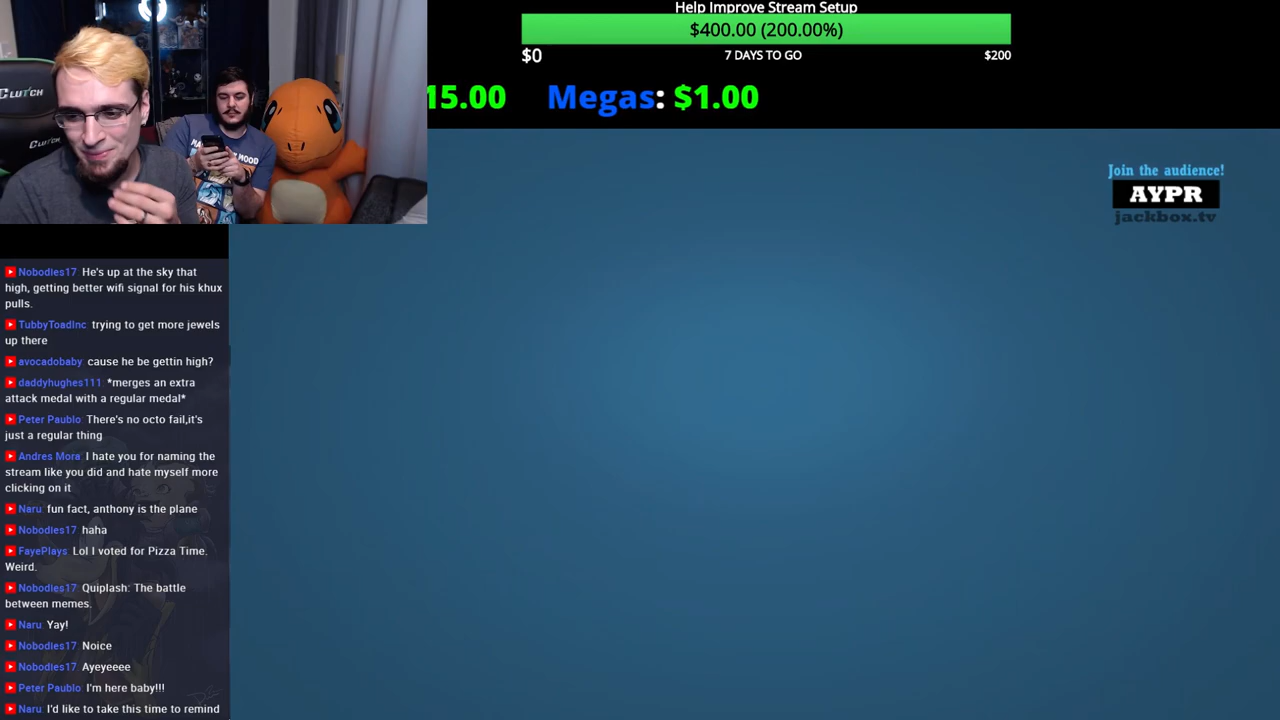 Help Improve Stream Setup
$400.00 (200.00%)
$0
7 DAYS TO GO
$200
15.00 Megas: $1.00
CLUTCH
CLUTCH
MOOD
Join the audience!
AYPR
jackbox.tv
Nobodies17 He's up at the sky that
high, getting better wifi signal for his khux
pulls.
TubbyToadInc trying to get more jewels
up there
avocadobaby cause he be gettin high?
daddyhughes111 *merges an extra
attack medal with a regular medal*
Peter Paublo There's no octo fail,it's
just a regular thing
Andres Mora I hate you for naming the
stream like you did and hate myself more
clicking on it
Naru fun fact, anthony is the plane
Nobodies17 haha
FayePlays Lol I voted for Pizza Time.
Weird.
Nobodies17 Quiplash: The battle
between memes.
Naru Yay!
Nobodies17 Noice
Nobodies17 Ayeyeeee
Peter Paublo I'm here baby!!!
Naru I'd like to take this time to remind